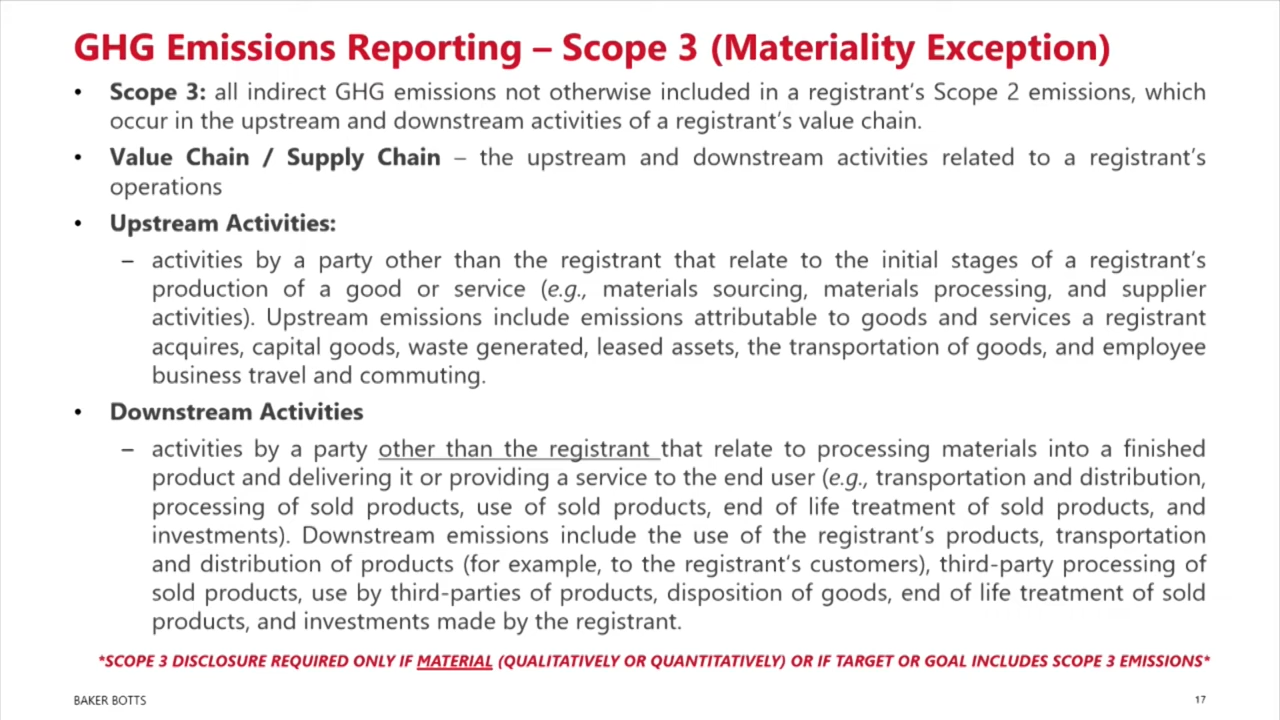 GHG Emissions Reporting – Scope 3 (Materiality Exception)
• Scope 3: all indirect GHG emissions not otherwise included in a registrant's Scope 2 emissions, which
occur in the upstream and downstream activities of a registrant's value chain.
• Value Chain / Supply Chain – the upstream and downstream activities related to a registrant's
operations
• Upstream Activities:
– activities by a party other than the registrant that relate to the initial stages of a registrant's
production of a good or service (e.g., materials sourcing, materials processing, and supplier
activities). Upstream emissions include emissions attributable to goods and services a registrant
acquires, capital goods, waste generated, leased assets, the transportation of goods, and employee
business travel and commuting.
• Downstream Activities
– activities by a party other than the registrant that relate to processing materials into a finished
product and delivering it or providing a service to the end user (e.g., transportation and distribution,
processing of sold products, use of sold products, end of life treatment of sold products, and
investments). Downstream emissions include the use of the registrant's products, transportation
and distribution of products (for example, to the registrant's customers), third-party processing of
sold products, use by third-parties of products, disposition of goods, end of life treatment of sold
products, and investments made by the registrant.
*SCOPE 3 DISCLOSURE REQUIRED ONLY IF MATERIAL (QUALITATIVELY OR QUANTITATIVELY) OR IF TARGET OR GOAL INCLUDES SCOPE 3 EMISSIONS*
BAKER BOTTS
17